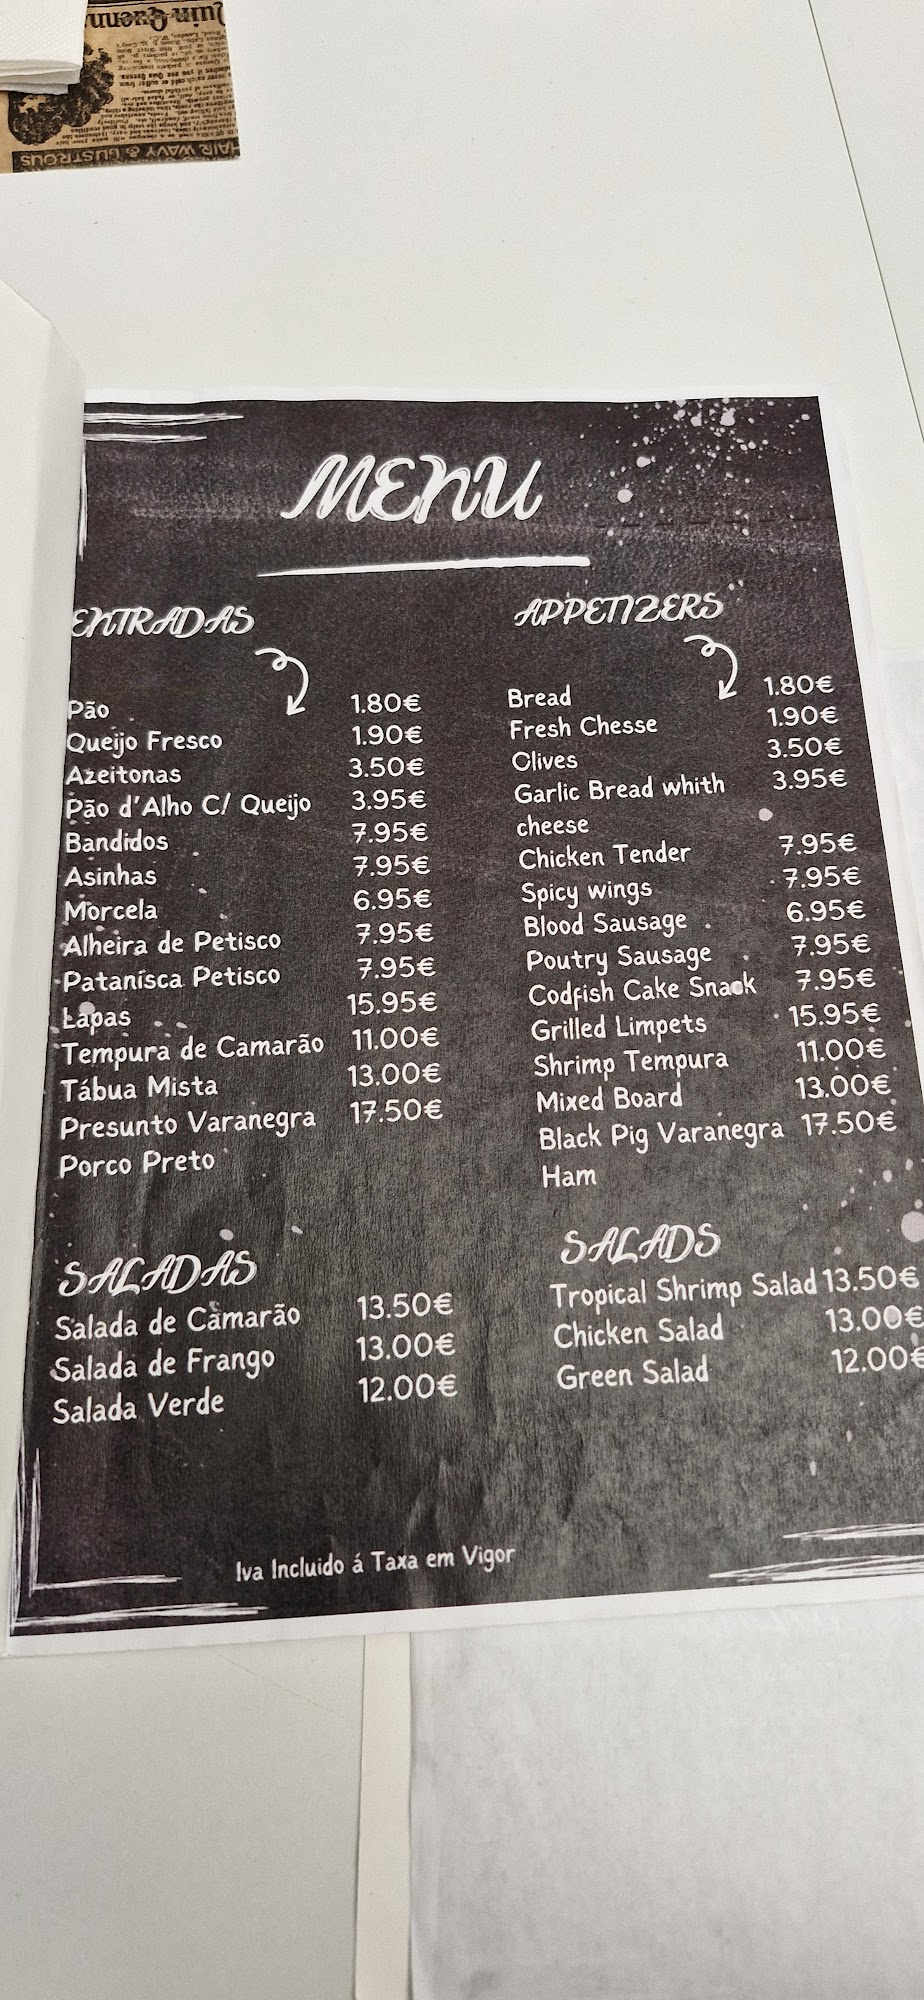 Quin Quenn
HAIR WAVY & LUSTROUS
MENU
ENTRADAS
Pão 1.80€
Queijo Fresco 1.90€
Azeitonas 3.50€
Pão d'Alho C/ Queijo 3.95€
Bandidos 7.95€
Asinhas 7.95€
Morcela 6.95€
Alheira de Petisco 7.95€
Patanísca Petisco 7.95€
Lapas 15.95€
Tempura de Camarão 11.00€
Tábua Mista 13.00€
Presunto Varanegra 17.50€
Porco Preto
SALADAS
Salada de Camarão 13.50€
Salada de Frango 13.00€
Salada Verde 12.00€
APPETIZERS
Bread 1.80€
Fresh Chesse 1.90€
Olives 3.50€
Garlic Bread whith 3.95€
cheese
Chicken Tender 7.95€
Spicy wings 7.95€
Blood Sausage 6.95€
Poutry Sausage 7.95€
Codfish Cake Snack 7.95€
Grilled Limpets 15.95€
Shrimp Tempura 11.00€
Mixed Board 13.00€
Black Pig Varanegra 17.50€
Ham
SALADS
Tropical Shrimp Salad 13.50€
Chicken Salad 13.00€
Green Salad 12.00€
Iva Incluido á Taxa em Vigor